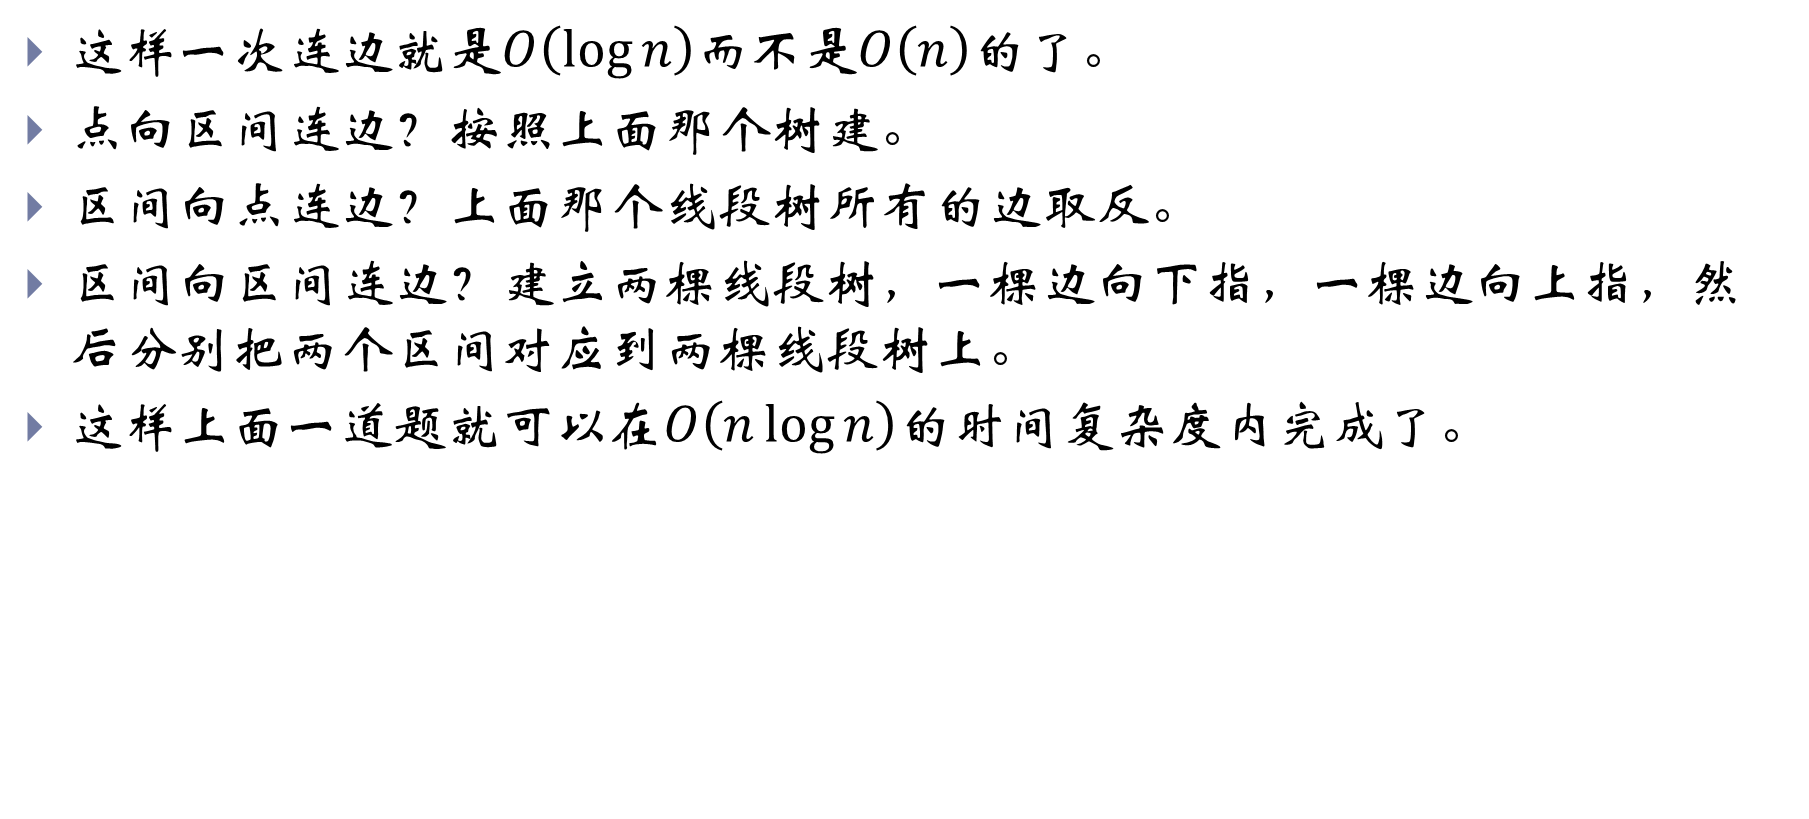 这样一次连边就是O(log n)而不是O(n)的了。
点向区间连边？按照上面那个树建。
区间向点连边？上面那个线段树所有的边取反。
区间向区间连边？建立两棵线段树，一棵边向下指，一棵边向上指，然
后分别把两个区间对应到两棵线段树上。
这样上面一道题就可以在O(n log n)的时间复杂度内完成了。